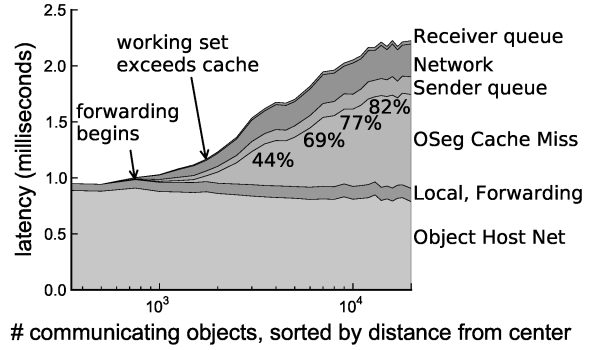 2.5
2.0
1.5
1.0
0.5
0.0
latency (milliseconds)
working set
exceeds cache
forwarding
begins
44%
69%
77%
82%
Receiver queue
Network
Sender queue
OSeg Cache Miss
Local, Forwarding
Object Host Net
10³
10⁴
# communicating objects, sorted by distance from center